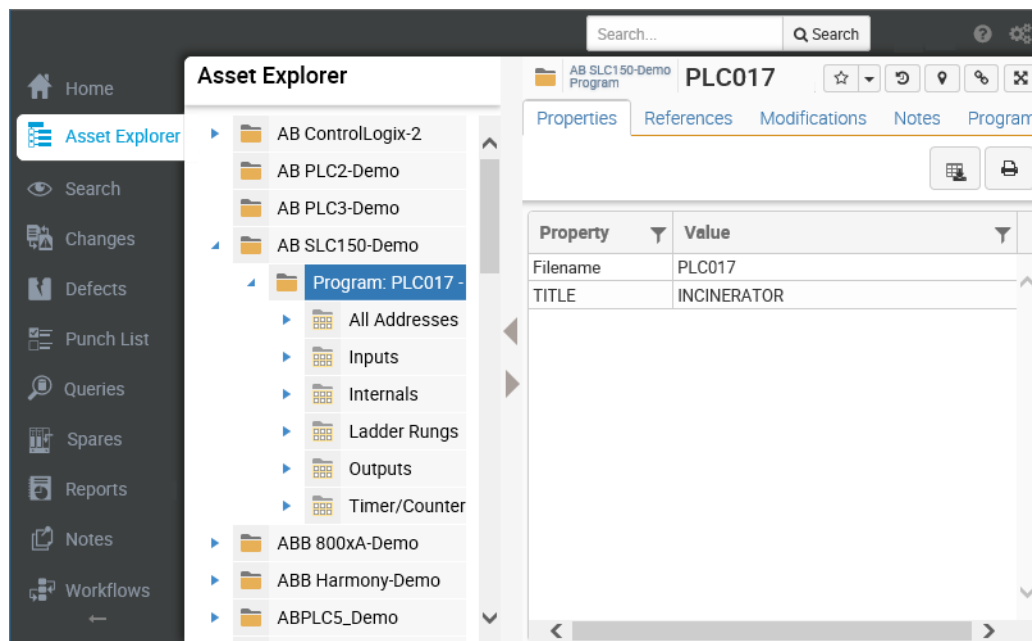 Search...
Search
Home
Asset Explorer
Search
Changes
Defects
Punch List
Queries
Spares
Reports
Notes
Workflows
Asset Explorer
AB ControlLogix-2
AB PLC2-Demo
AB PLC3-Demo
AB SLC150-Demo
Program: PLC017 -
All Addresses
Inputs
Internals
Ladder Rungs
Outputs
Timer/Counter
ABB 800xA-Demo
ABB Harmony-Demo
ABPLC5_Demo
AB SLC150-Demo
Program
PLC017
Properties References Modifications Notes Program
Property Value
Filename PLC017
TITLE INCINERATOR